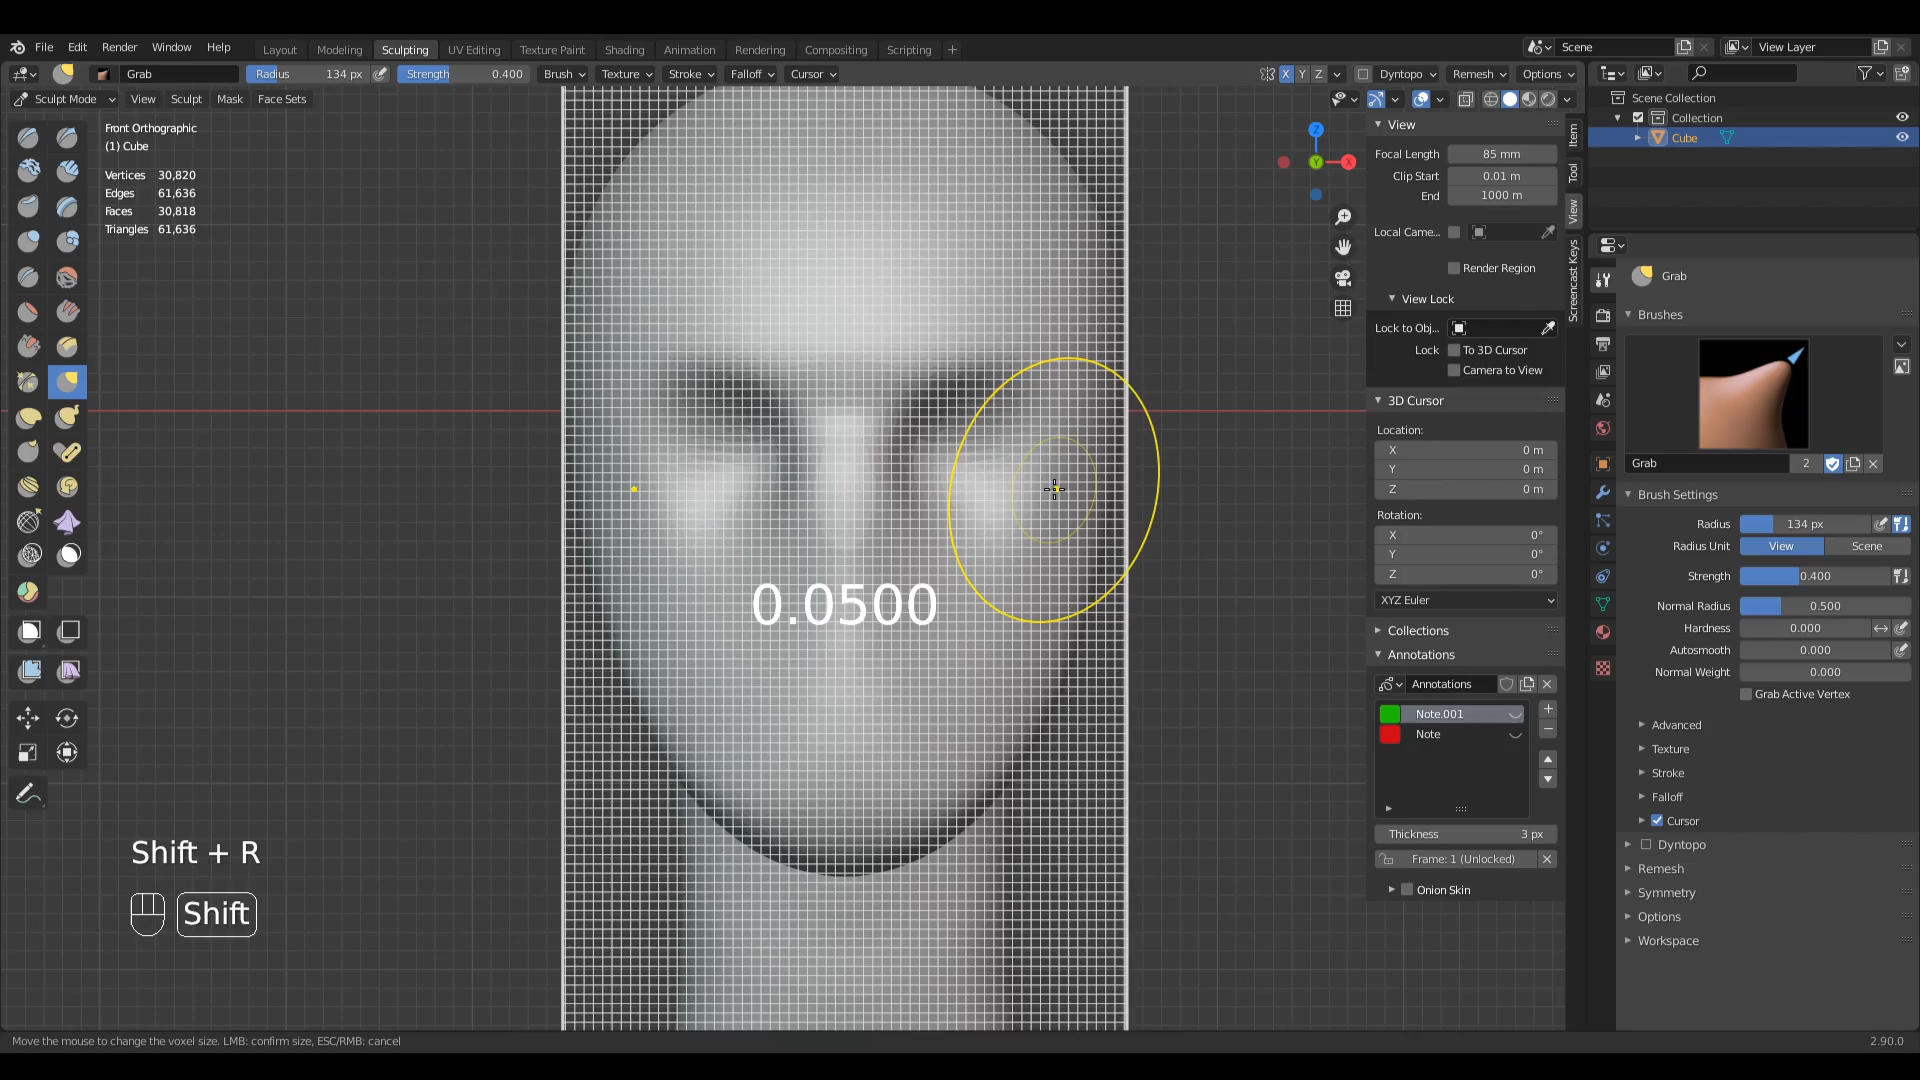 File Edit Render Window Help
Layout Modeling Sculpting UV Editing Texture Paint Shading Animation Rendering Compositing Scripting +
Scene
View Layer
Grab
Radius 134 px
Strength 0.400
Brush Texture Stroke Falloff Cursor
X Y Z
Dyntopo Remesh Options
Sculpt Mode View Sculpt Mask Face Sets
Front Orthographic
(1) Cube
Vertices 30,820
Edges 61,636
Faces 30,818
Triangles 61,636
Z
X
Y
0.0500
Shift + R
Shift
View
Focal Length 85 mm
Clip Start 0.01 m
End 1000 m
Local Came...
Render Region
View Lock
Lock to Obj...
Lock To 3D Cursor
Camera to View
3D Cursor
Location:
X 0 m
Y 0 m
Z 0 m
Rotation:
X 0°
Y 0°
Z 0°
XYZ Euler
Collections
Annotations
Annotations
Note.001
Note
Thickness 3 px
Frame: 1 (Unlocked)
Onion Skin
Item
Tool
View
Screencast Keys
Scene Collection
Collection
Cube
Grab
Brushes
Grab 2
Brush Settings
Radius 134 px
Radius Unit View Scene
Strength 0.400
Normal Radius 0.500
Hardness 0.000
Autosmooth 0.000
Normal Weight 0.000
Grab Active Vertex
Advanced
Texture
Stroke
Falloff
Cursor
Dyntopo
Remesh
Symmetry
Options
Workspace
Move the mouse to change the voxel size. LMB: confirm size, ESC/RMB: cancel
2.90.0